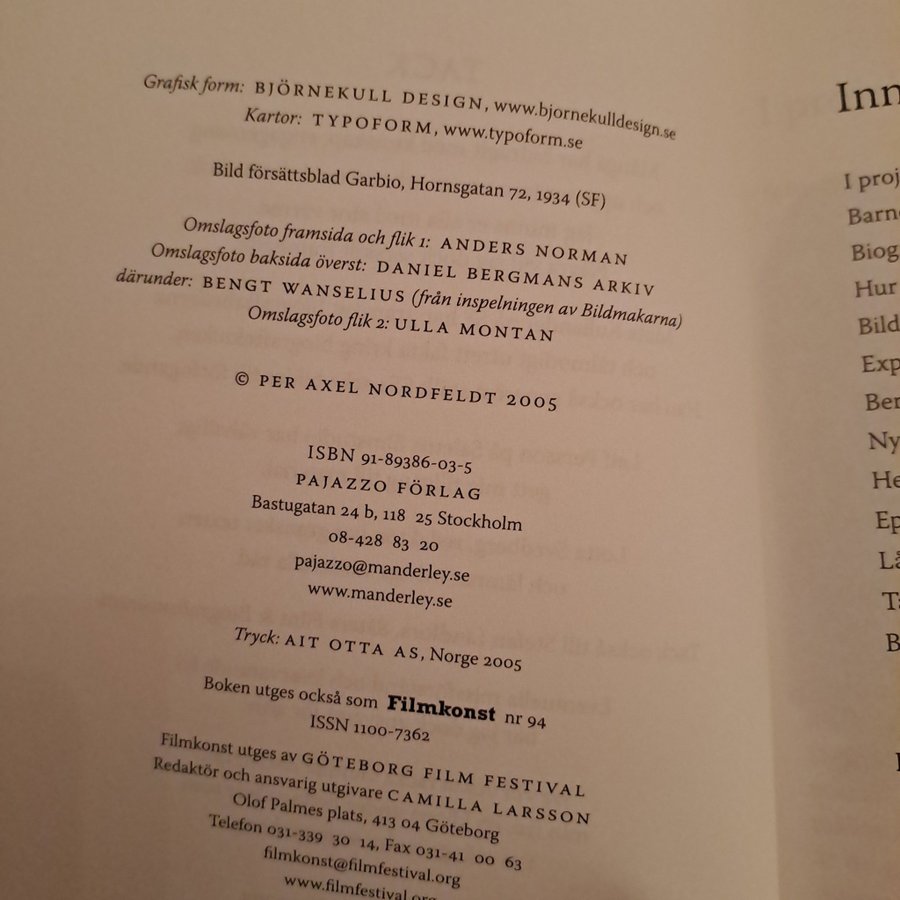 Grafisk form: BJÖRNEKULL DESIGN, www.bjornekulldesign.se
Kartor: TYPOFORM, www.typoform.se
Bild försättsblad Garbio, Hornsgatan 72, 1934 (SF)
Omslagsfoto framsida och flik 1: ANDERS NORMAN
Omslagsfoto baksida överst: DANIEL BERGMANS ARKIV
därunder: BENGT WANSELIUS (från inspelningen av Bildmakarna)
Omslagsfoto flik 2: ULLA MONTAN
© PER AXEL NORDFELDT 2005
ISBN 91-89386-03-5
PAJAZZO FÖRLAG
Bastugatan 24 b, 118 25 Stockholm
08-428 83 20
pajazzo@manderley.se
www.manderley.se
Tryck: AIT OTTA AS, Norge 2005
Boken utges också som Filmkonst nr 94
ISSN 1100-7362
Filmkonst utges av GÖTEBORG FILM FESTIVAL
Redaktör och ansvarig utgivare CAMILLA LARSSON
Olof Palmes plats, 413 04 Göteborg
Telefon 031-339 30 14, Fax 031-41 00 63
filmkonst@filmfestival.org
www.filmfestival.org
Inn
I proj
Barn
Biog
Hur
Bild
Exp
Ber
Ny
He
Ep
Lå
Ta
B